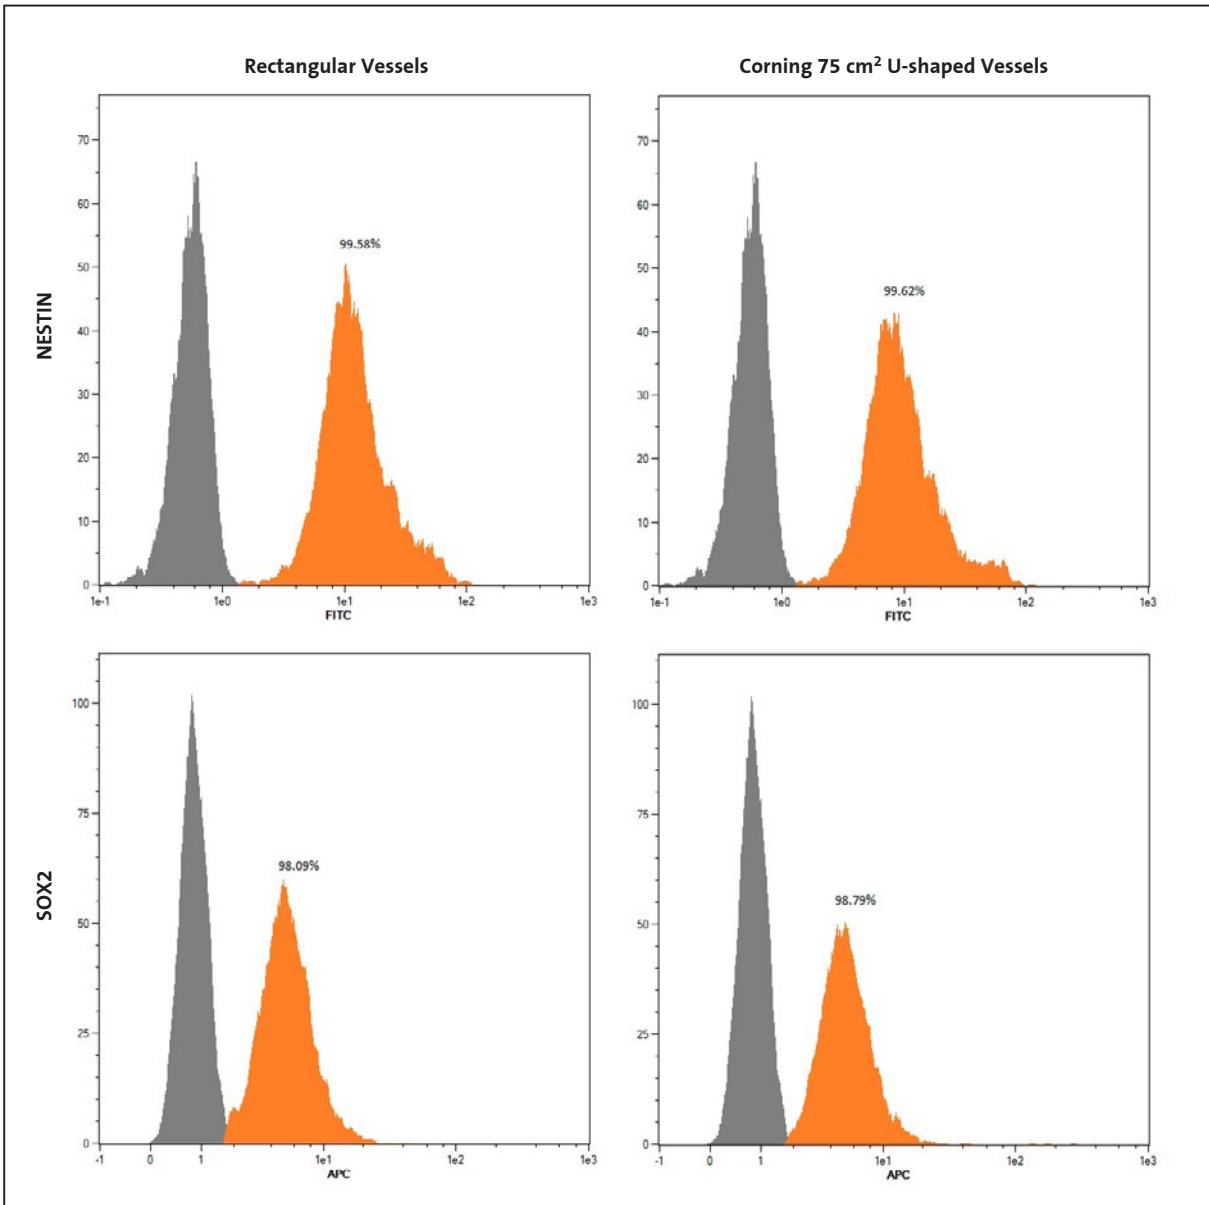 Rectangular Vessels
Corning 75 cm² U-shaped Vessels
NESTIN
70
60
50
40
30
20
10
0
99.58%
1e-1 1e0 1e1 1e2 1e3
FITC
70
60
50
40
30
20
10
0
99.62%
1e-1 1e0 1e1 1e2 1e3
FITC
SOX2
100
75
50
25
0
98.09%
-1 0 1 1e1 1e2 1e3
APC
100
75
50
25
0
98.79%
-1 0 1 1e1 1e2 1e3
APC